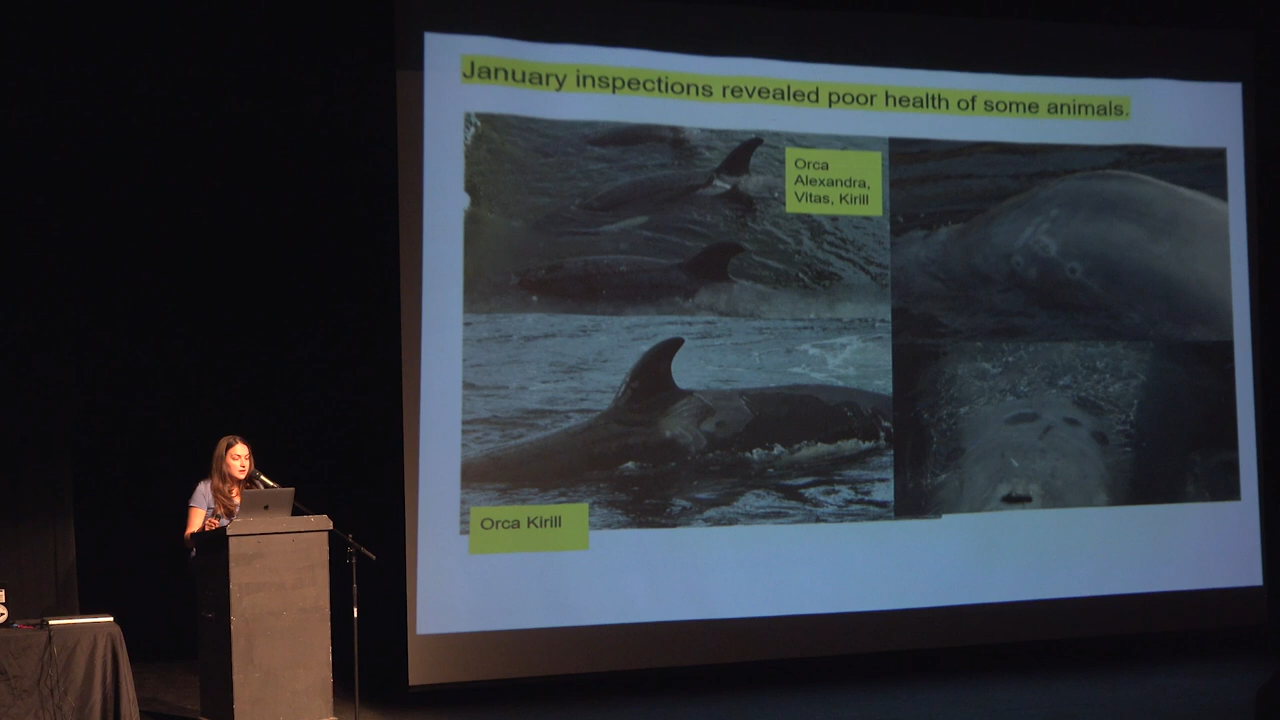 January inspections revealed poor health of some animals.
Orca
Alexandra,
Vitas, Kirill
Orca Kirill